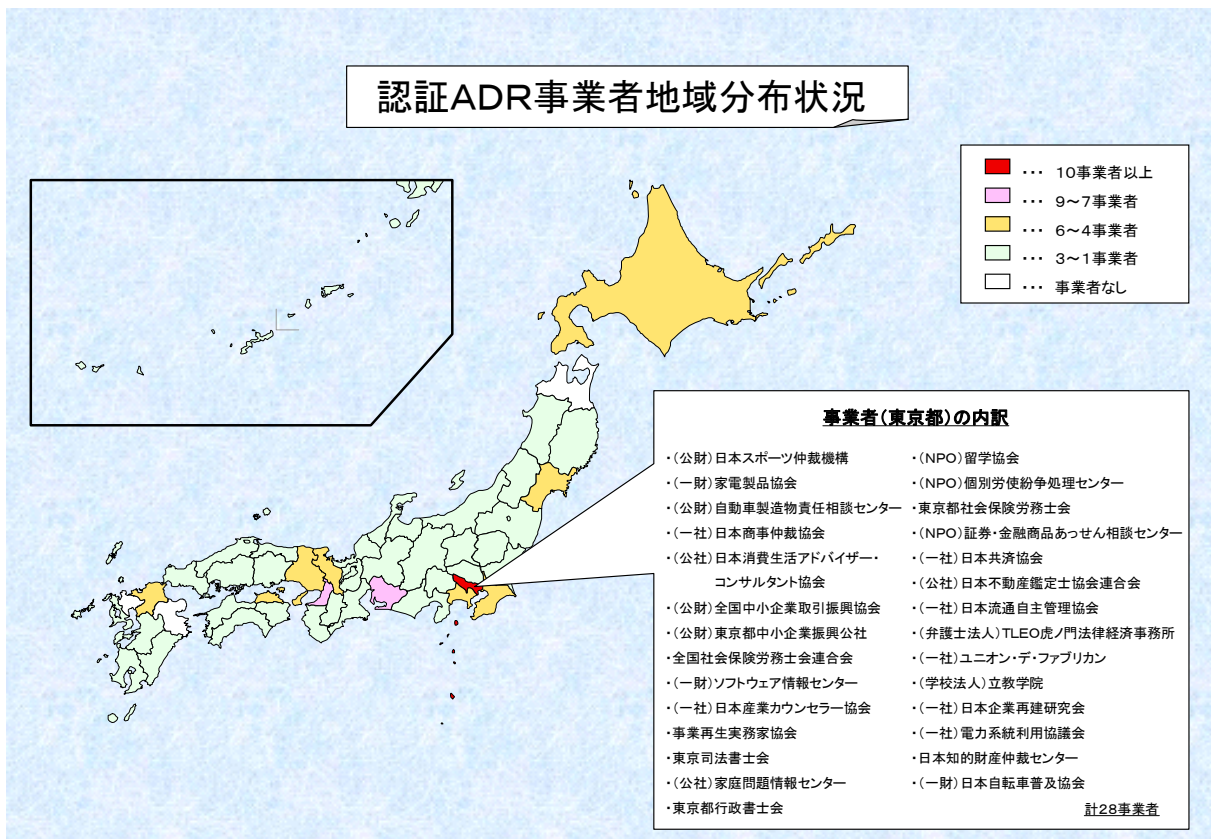 認証ADR事業者地域分布状況
… 10事業者以上
… 9～7事業者
… 6～4事業者
… 3～1事業者
… 事業者なし
事業者(東京都)の内訳
・(公財)日本スポーツ仲裁機構
・(一財)家電製品協会
・(公財)自動車製造物責任相談センター
・(一社)日本商事仲裁協会
・(公社)日本消費生活アドバイザー・
コンサルタント協会
・(公財)全国中小企業取引振興協会
・(公財)東京都中小企業振興公社
・全国社会保険労務士会連合会
・(一財)ソフトウェア情報センター
・(一社)日本産業カウンセラー協会
・事業再生実務家協会
・東京司法書士会
・(公社)家庭問題情報センター
・東京都行政書士会
・(NPO)留学協会
・(NPO)個別労使紛争処理センター
・東京都社会保険労務士会
・(NPO)証券・金融商品あっせん相談センター
・(一社)日本共済協会
・(公社)日本不動産鑑定士協会連合会
・(一社)日本流通自主管理協会
・(弁護士法人)TLEO虎ノ門法律経済事務所
・(一社)ユニオン・デ・ファブリカン
・(学校法人)立教学院
・(一社)日本企業再建研究会
・(一社)電力系統利用協議会
・日本知的財産仲裁センター
・(一財)日本自転車普及協会
計28事業者